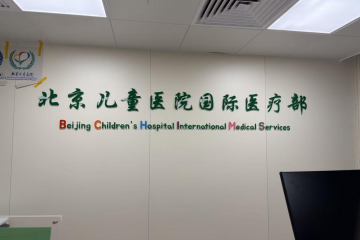 北京儿童医院国际医疗部
Beijing Children's Hospital International Medical Services